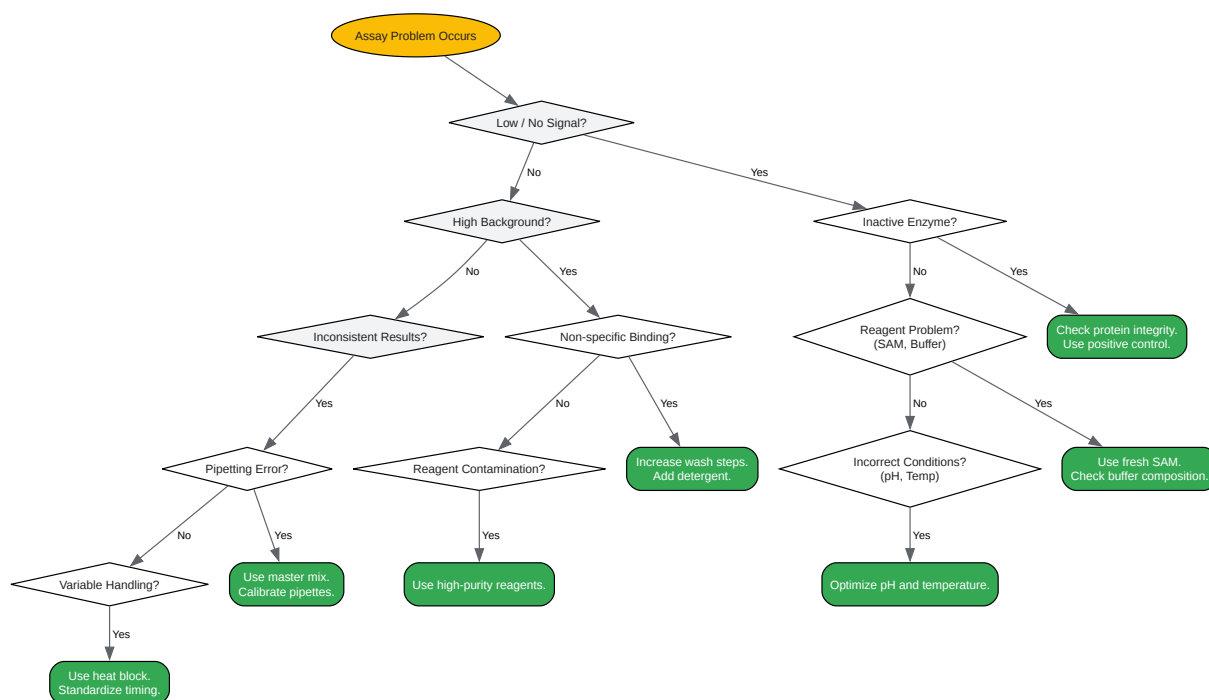 Assay Problem Occurs
Low / No Signal?
No
Yes
High Background?
Inactive Enzyme?
No
Yes
No
Yes
Inconsistent Results?
Non-specific Binding?
Reagent Problem?
(SAM, Buffer)
Check protein integrity.
Use positive control.
Yes
No
Yes
No
Yes
Pipetting Error?
Reagent Contamination?
Increase wash steps.
Add detergent.
Incorrect Conditions?
(pH, Temp)
Use fresh SAM.
Check buffer composition.
No
Yes
Yes
Yes
Variable Handling?
Use master mix.
Calibrate pipettes.
Use high-purity reagents.
Optimize pH and temperature.
Yes
Use heat block.
Standardize timing.